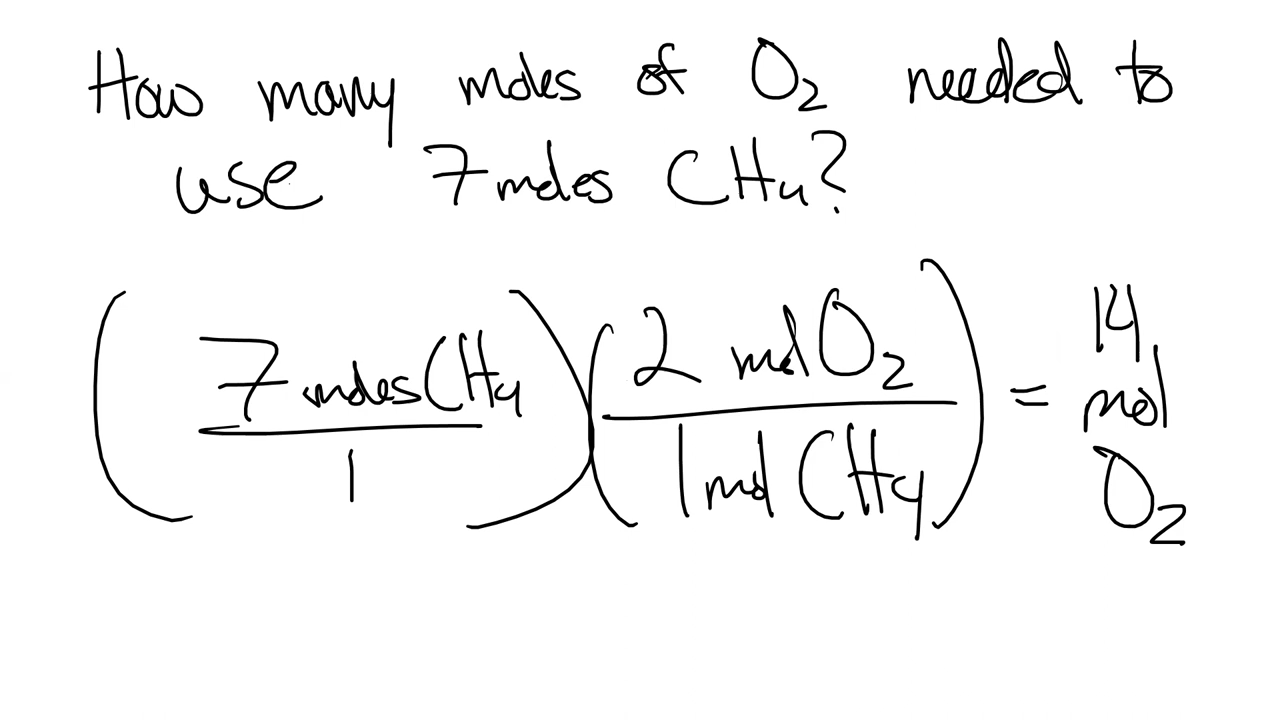 How many moles of O₂ needed to
use 7 moles CH₄?
(7 moles CH₄ / 1)(2 mol O₂ / 1 mol CH₄) = 14 mol O₂